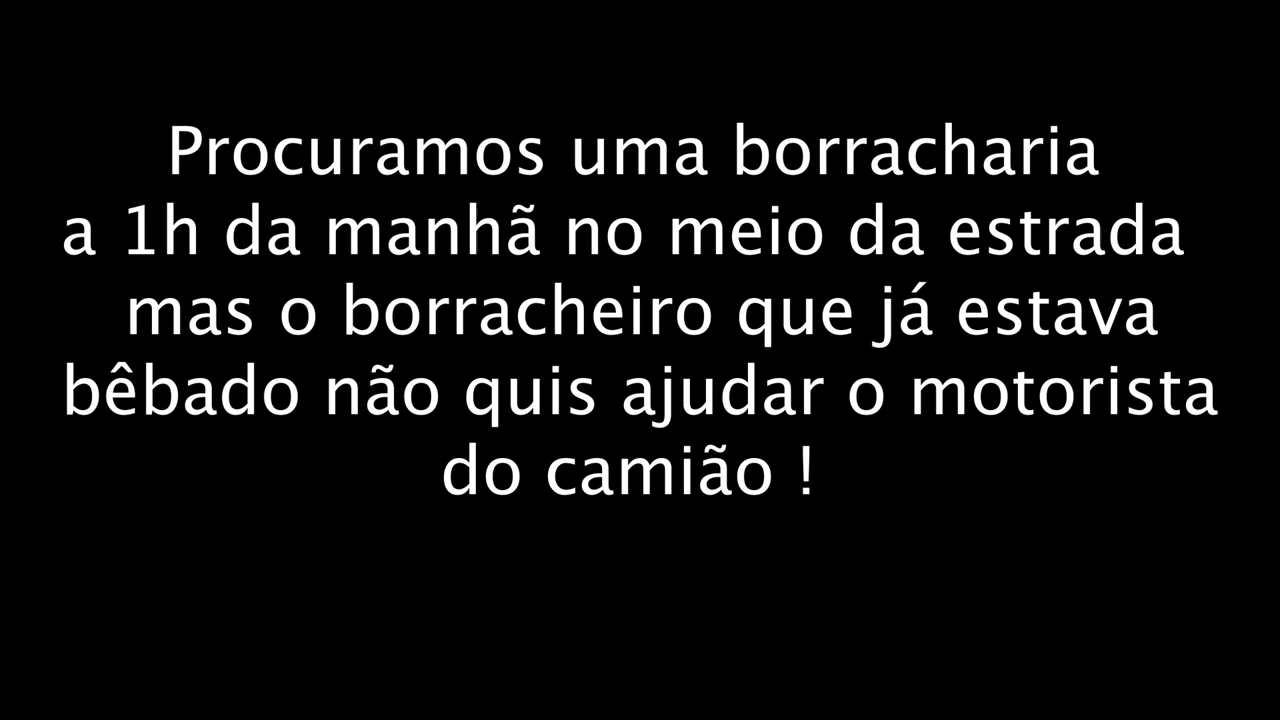 Procuramos uma borracharia
a 1h da manhã no meio da estrada
mas o borracheiro que já estava
bêbado não quis ajudar o motorista
do camião !